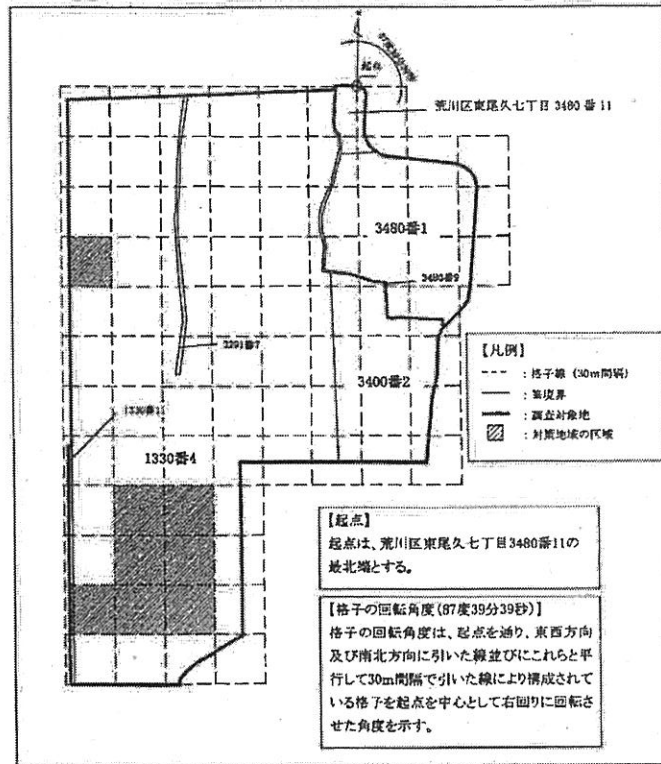 起点
荒川区東尾久七丁目 3480 番 11
3480番1
3480番9
3291番7
3400番2
1330番4
【凡例】
: 格子線 (30m間隔)
: 筆境界
: 調査対象地
: 対策地域の区域
【起点】
起点は、荒川区東尾久七丁目3480番11の
最北端とする。
【格子の回転角度(87度39分39秒)】
格子の回転角度は、起点を通り、東西方向
及び南北方向に引いた線並びにこれらと平
行して30m間隔で引いた線により構成されて
いる格子を起点を中心として右回りに回転さ
せた角度を示す。